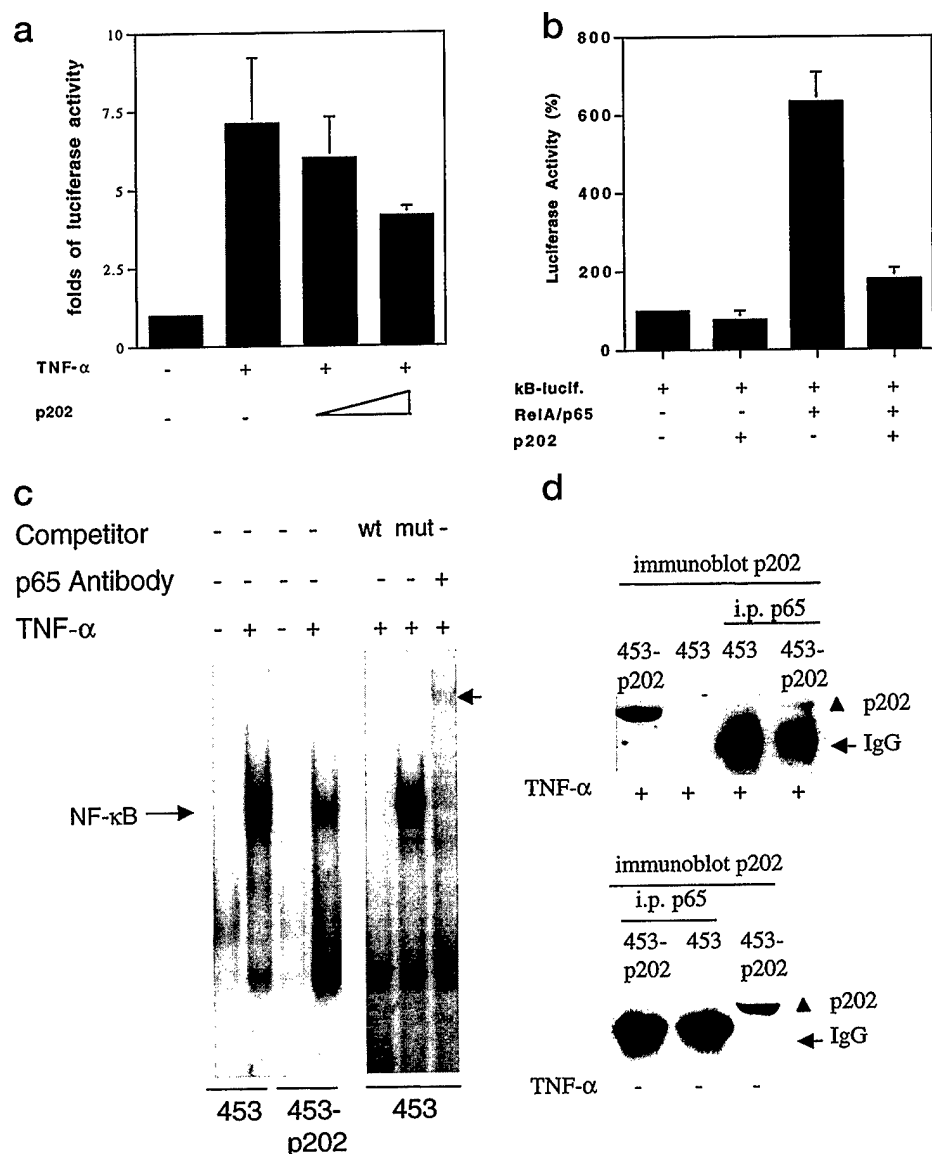 a
folds of luciferase activity
10
7.5
5
2.5
0
TNF-α - + + +
p202 - -
b
Luciferase Activity (%)
800
600
400
200
0
kB-lucif. + + + +
RelA/p65 - - + +
p202 - + - +
c
Competitor - - - - wt mut -
p65 Antibody - - - - - - +
TNF-α - + - + + + +
NF-κB
453 453- 453
p202
d
immunoblot p202
i.p. p65
453- 453 453 453-
p202 p202
p202
IgG
TNF-α + + + +
immunoblot p202
i.p. p65
453- 453 453-
p202 p202
p202
IgG
TNF-α - - -